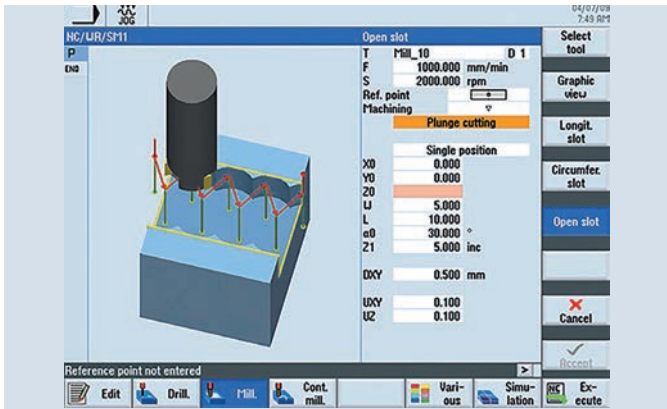 JOG
04/07/09
7:49 AM
NC/WR/SM1
Open slot
Select
tool
P
END
T Mill_10 D 1
F 1000.000 mm/min
S 2000.000 rpm
Ref. point
Machining ▽
Plunge cutting
Single position
X0 0.000
Y0 0.000
Z0
W 5.000
L 10.000
α0 30.000 °
Z1 5.000 inc
DXY 0.500 mm
UXY 0.100
UZ 0.100
Graphic
view
Longit.
slot
Circumfer.
slot
Open slot
Cancel
Accept
Reference point not entered
Edit
Drill.
Mill.
Cont.
mill.
Vari-
ous
Simu-
lation
NC
Ex-
ecute